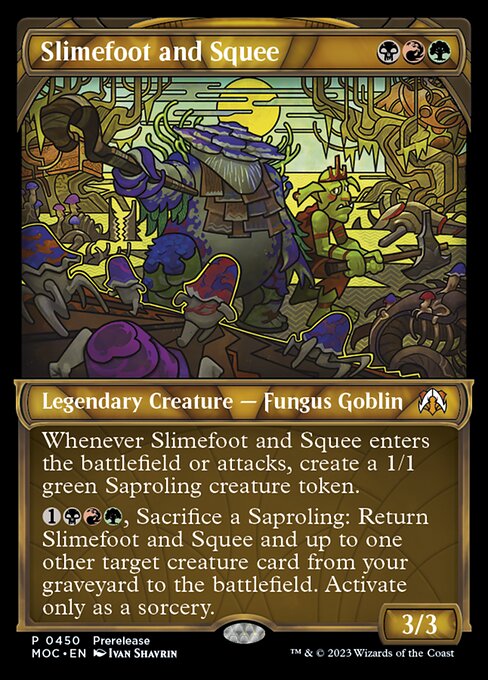 Slimefoot and Squee
Legendary Creature — Fungus Goblin
Whenever Slimefoot and Squee enters
the battlefield or attacks, create a 1/1
green Saproling creature token.
1, Sacrifice a Saproling: Return
Slimefoot and Squee and up to one
other target creature card from your
graveyard to the battlefield. Activate
only as a sorcery.
3/3
P 0450 Prerelease
MOC • EN Ivan Shavrin
™ & © 2023 Wizards of the Coast